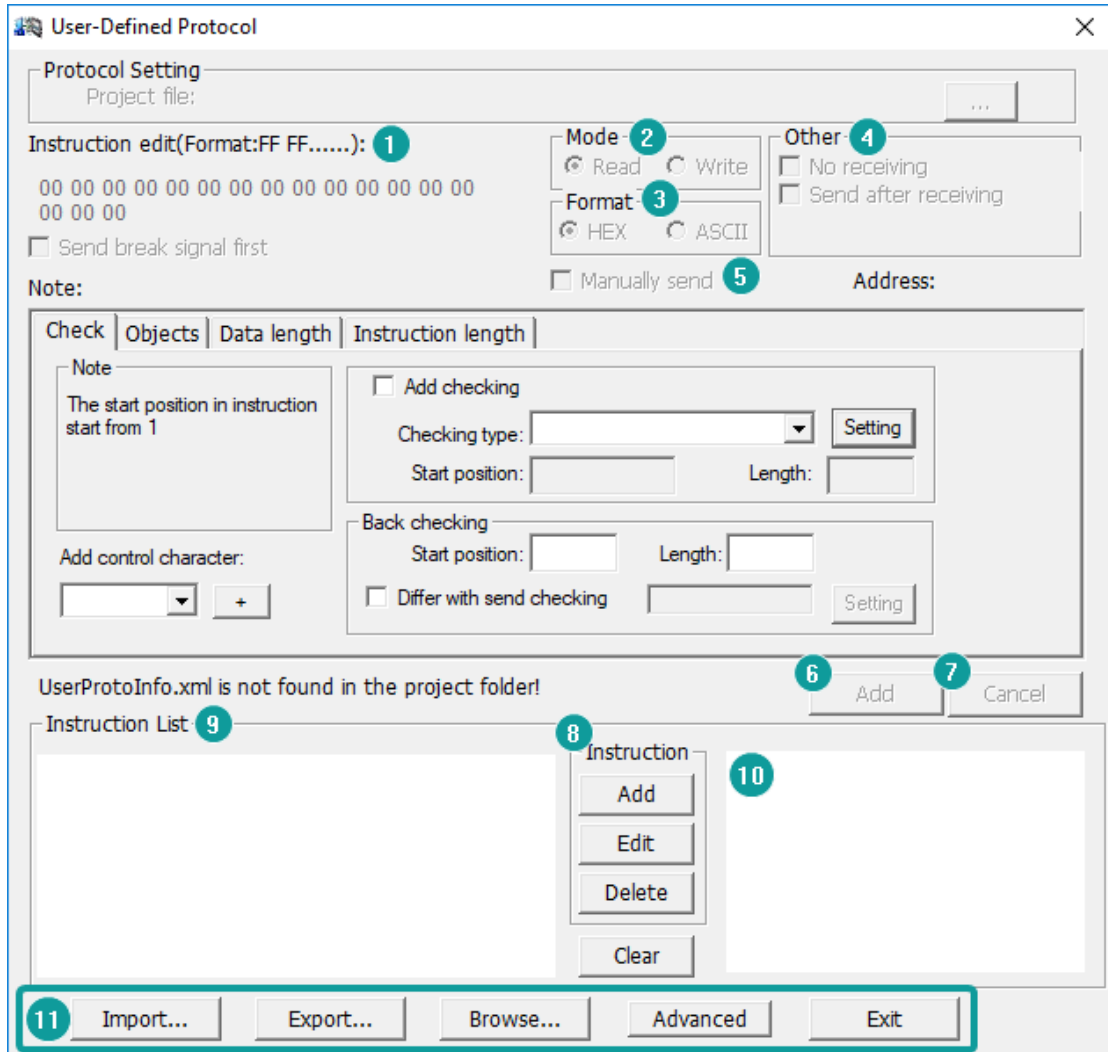 User-Defined Protocol
Protocol Setting
Project file:
...
Instruction edit(Format:FF FF......): 1
Mode 2
Read Write
Other 4
No receiving
Send after receiving
00 00 00 00 00 00 00 00 00 00 00 00 00 00
00 00 00
Format 3
HEX ASCII
Send break signal first
Manually send 5
Address:
Note:
Check Objects Data length Instruction length
Note
The start position in instruction
start from 1
Add checking
Checking type: Setting
Start position: Length:
Back checking
Start position: Length:
Add control character:
+
Differ with send checking Setting
UserProtoInfo.xml is not found in the project folder!
6 Add
7 Cancel
Instruction List 9
8 Instruction
Add
Edit
Delete
Clear
10
11 Import... Export... Browse... Advanced Exit